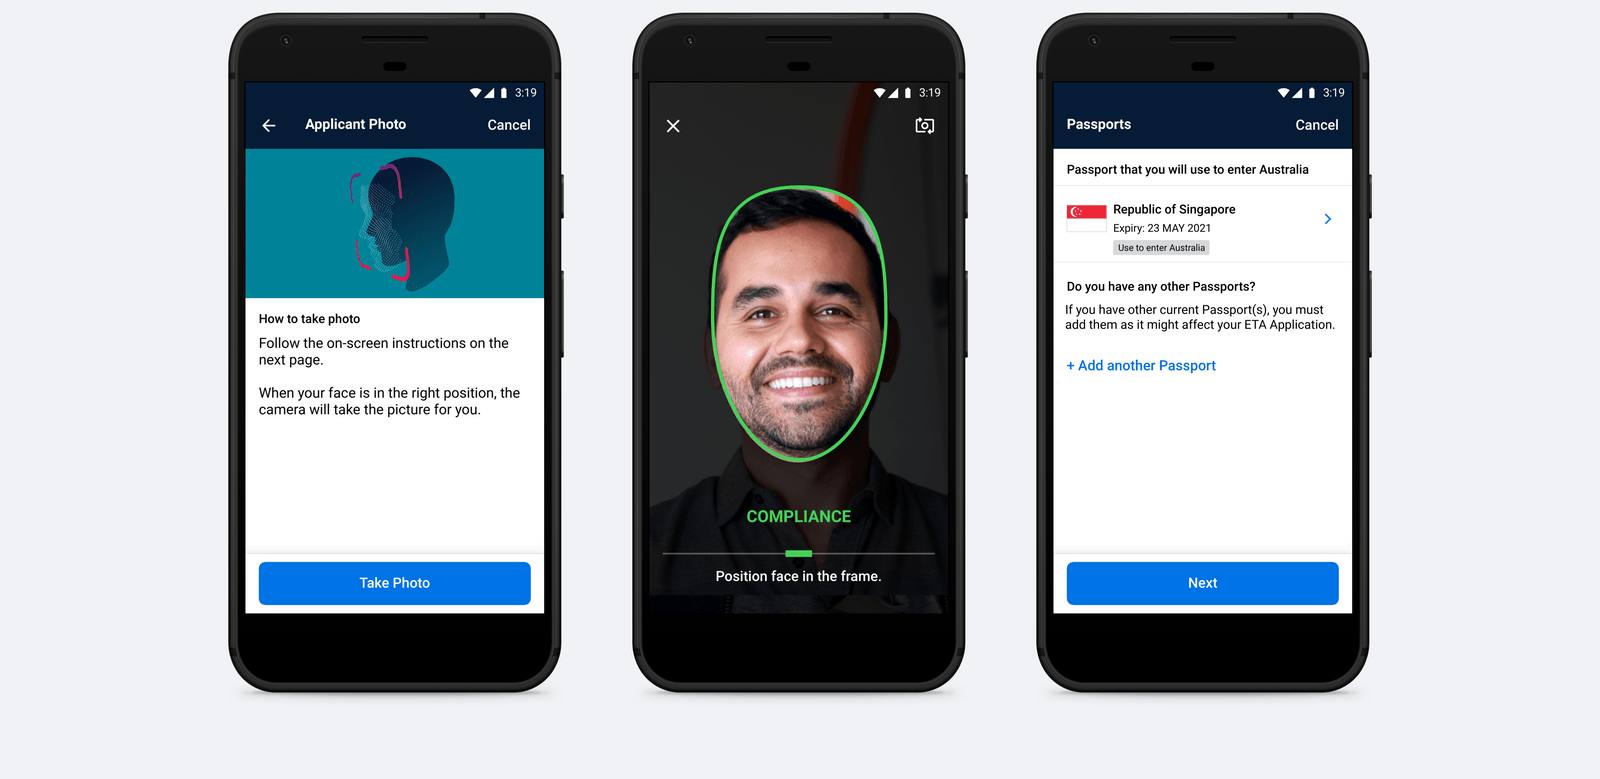 3:19
Applicant Photo
Cancel
How to take photo
Follow the on-screen instructions on the
next page.
When your face is in the right position, the
camera will take the picture for you.
Take Photo
3:19
COMPLIANCE
Position face in the frame.
3:19
Passports
Cancel
Passport that you will use to enter Australia
Republic of Singapore
Expiry: 23 MAY 2021
Use to enter Australia
Do you have any other Passports?
If you have other current Passport(s), you must
add them as it might affect your ETA Application.
+ Add another Passport
Next